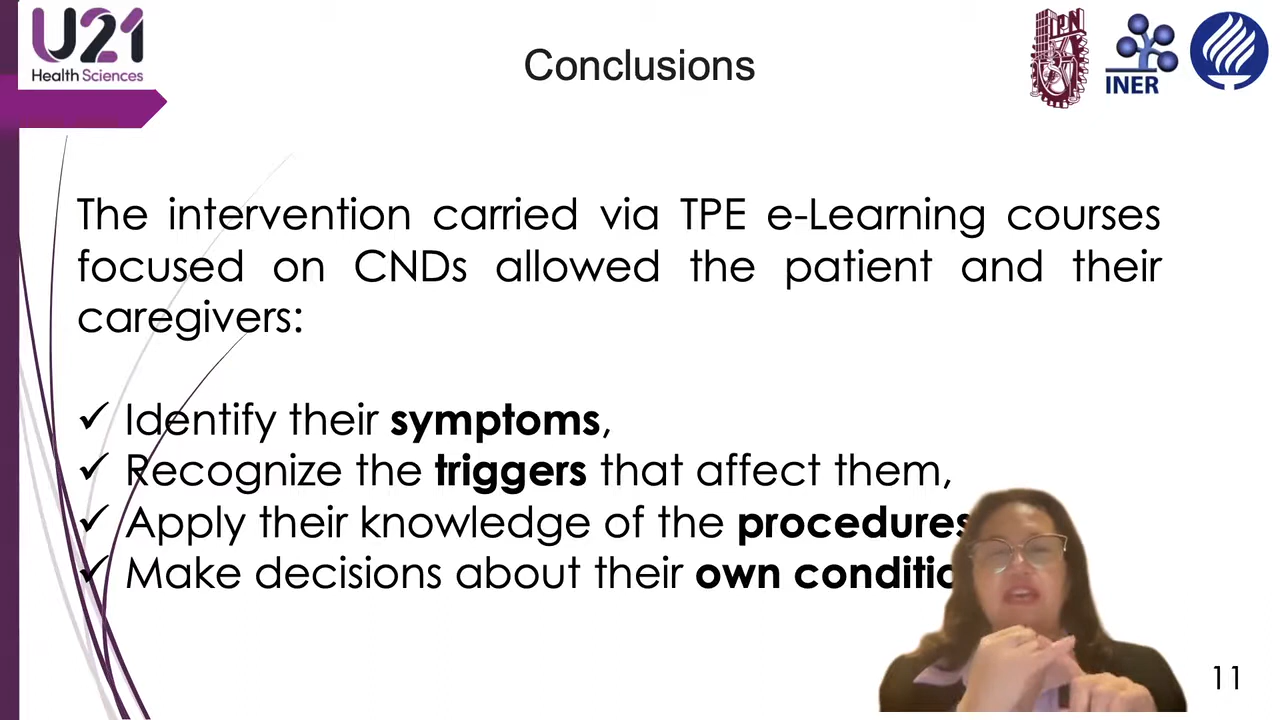 U21
Health Sciences
Conclusions
IPN
INER
The intervention carried via TPE e-Learning courses
focused on CNDs allowed the patient and their
caregivers:
✓ Identify their symptoms,
✓ Recognize the triggers that affect them,
✓ Apply their knowledge of the procedures
✓ Make decisions about their own
11